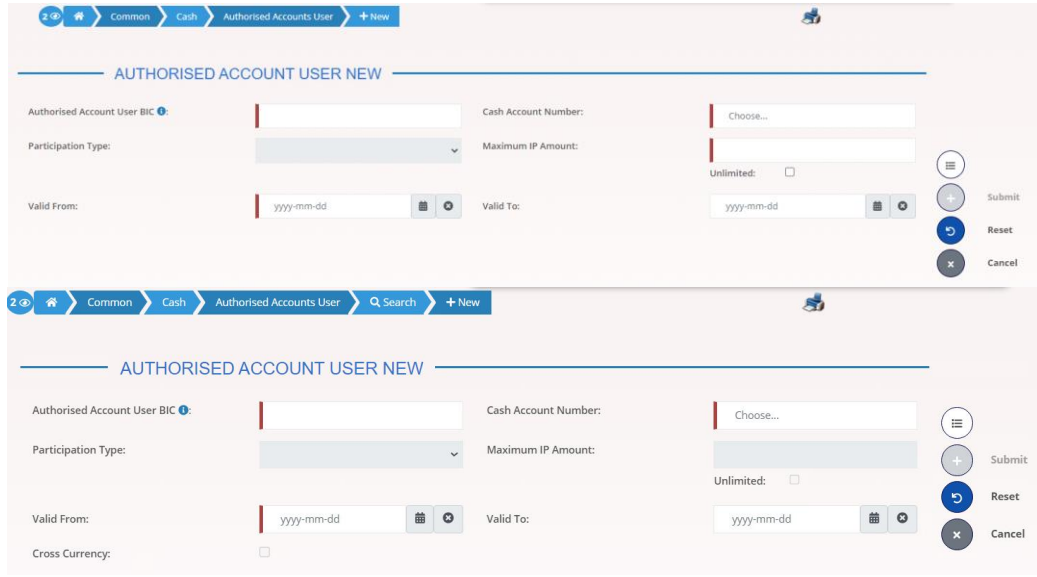 2 Common Cash Authorised Accounts User + New
AUTHORISED ACCOUNT USER NEW
Authorised Account User BIC i: Cash Account Number: Choose...
Participation Type: Maximum IP Amount:
Unlimited:
Valid From: yyyy-mm-dd Valid To: yyyy-mm-dd
Submit
Reset
Cancel
2 Common Cash Authorised Accounts User Search + New
AUTHORISED ACCOUNT USER NEW
Authorised Account User BIC i: Cash Account Number: Choose...
Participation Type: Maximum IP Amount:
Unlimited:
Valid From: yyyy-mm-dd Valid To: yyyy-mm-dd
Cross Currency:
Submit
Reset
Cancel